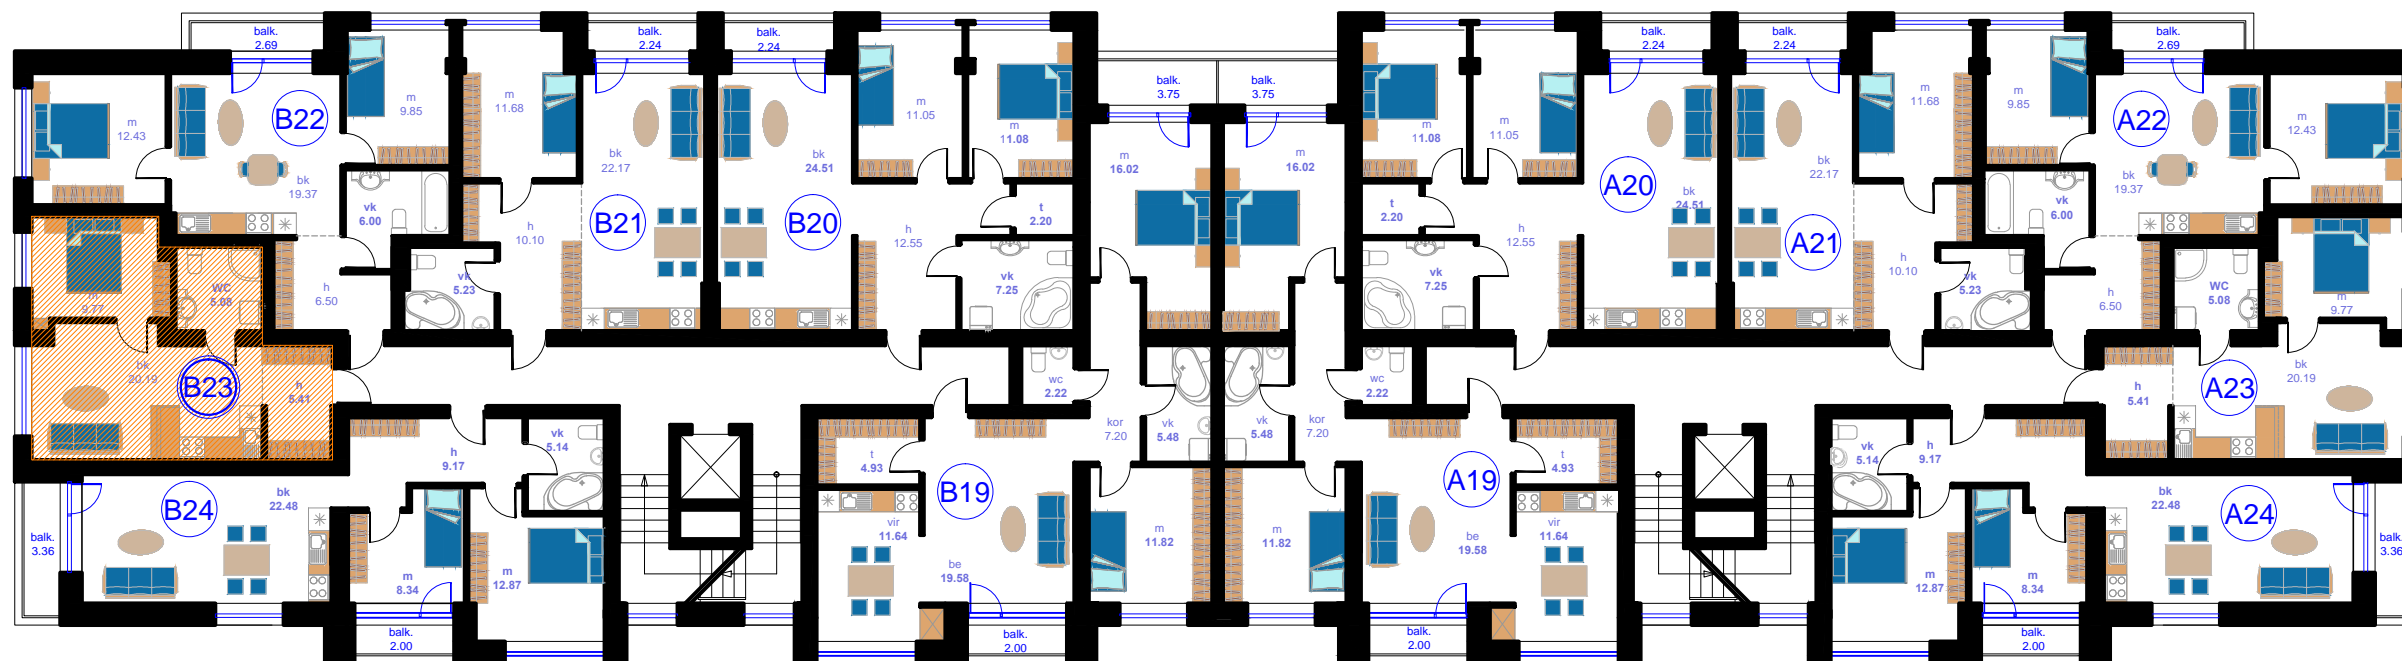 balk.
2.69
balk.
2.24
balk.
2.24
balk.
3.75
balk.
3.75
balk.
2.24
balk.
2.24
balk.
2.69
m
12.43
B22
bk
19.37
m
9.85
vk
6.00
h
6.50
m
11.68
h
10.10
vk
5.23
bk
22.17
B21
bk
24.51
B20
m
11.05
m
11.08
t
2.20
h
12.55
vk
7.25
m
16.02
m
16.02
m
11.08
m
11.05
t
2.20
h
12.55
vk
7.25
A20
bk
24.51
bk
22.17
A21
m
11.68
h
10.10
vk
5.23
m
9.85
vk
6.00
h
6.50
A22
bk
19.37
m
12.43
m
9.77
WC
5.08
bk
20.19
B23
h
5.41
wc
2.22
kor
7.20
vk
5.48
vk
5.48
kor
7.20
wc
2.22
WC
5.08
m
9.77
h
5.41
A23
bk
20.19
balk.
3.36
B24
bk
22.48
h
9.17
vk
5.14
m
8.34
m
12.87
balk.
2.00
t
4.93
B19
vir
11.64
be
19.58
balk.
2.00
m
11.82
m
11.82
A19
t
4.93
be
19.58
vir
11.64
balk.
2.00
vk
5.14
h
9.17
m
12.87
m
8.34
balk.
2.00
bk
22.48
A24
balk.
3.36